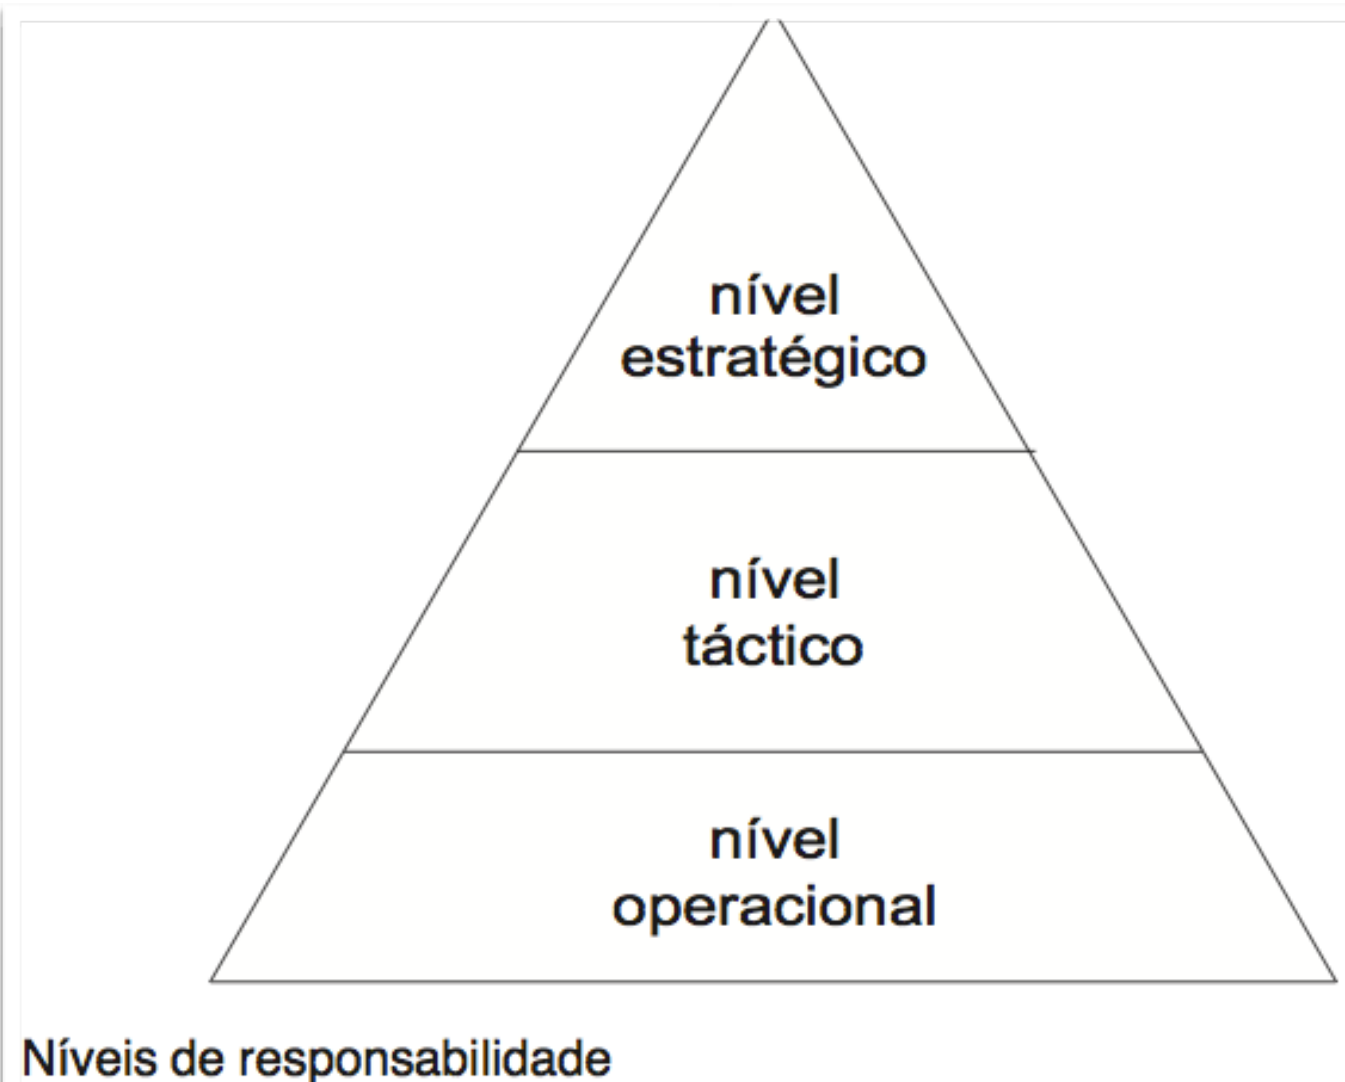 nível
estratégico
nível
táctico
nível
operacional
Níveis de responsabilidade